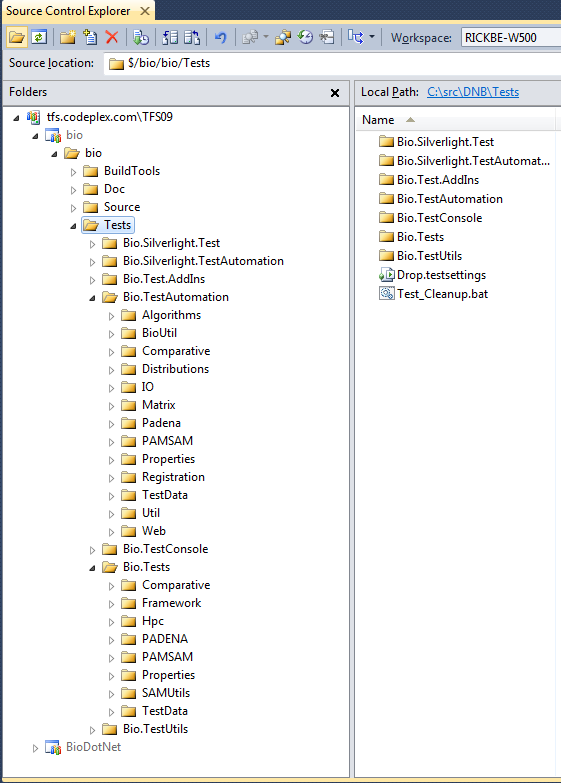 Source Control Explorer
Workspace: RICKBE-W500
Source location: $/bio/bio/Tests
Folders
tfs.codeplex.com\TFS09
bio
bio
BuildTools
Doc
Source
Tests
Bio.Silverlight.Test
Bio.Silverlight.TestAutomation
Bio.Test.AddIns
Bio.TestAutomation
Algorithms
BioUtil
Comparative
Distributions
IO
Matrix
Padena
PAMSAM
Properties
Registration
TestData
Util
Web
Bio.TestConsole
Bio.Tests
Comparative
Framework
Hpc
PADENA
PAMSAM
Properties
SAMUtils
TestData
Bio.TestUtils
BioDotNet
Local Path: C:\src\DNB\Tests
Name
Bio.Silverlight.Test
Bio.Silverlight.TestAutomat...
Bio.Test.AddIns
Bio.TestAutomation
Bio.TestConsole
Bio.Tests
Bio.TestUtils
Drop.testsettings
Test_Cleanup.bat